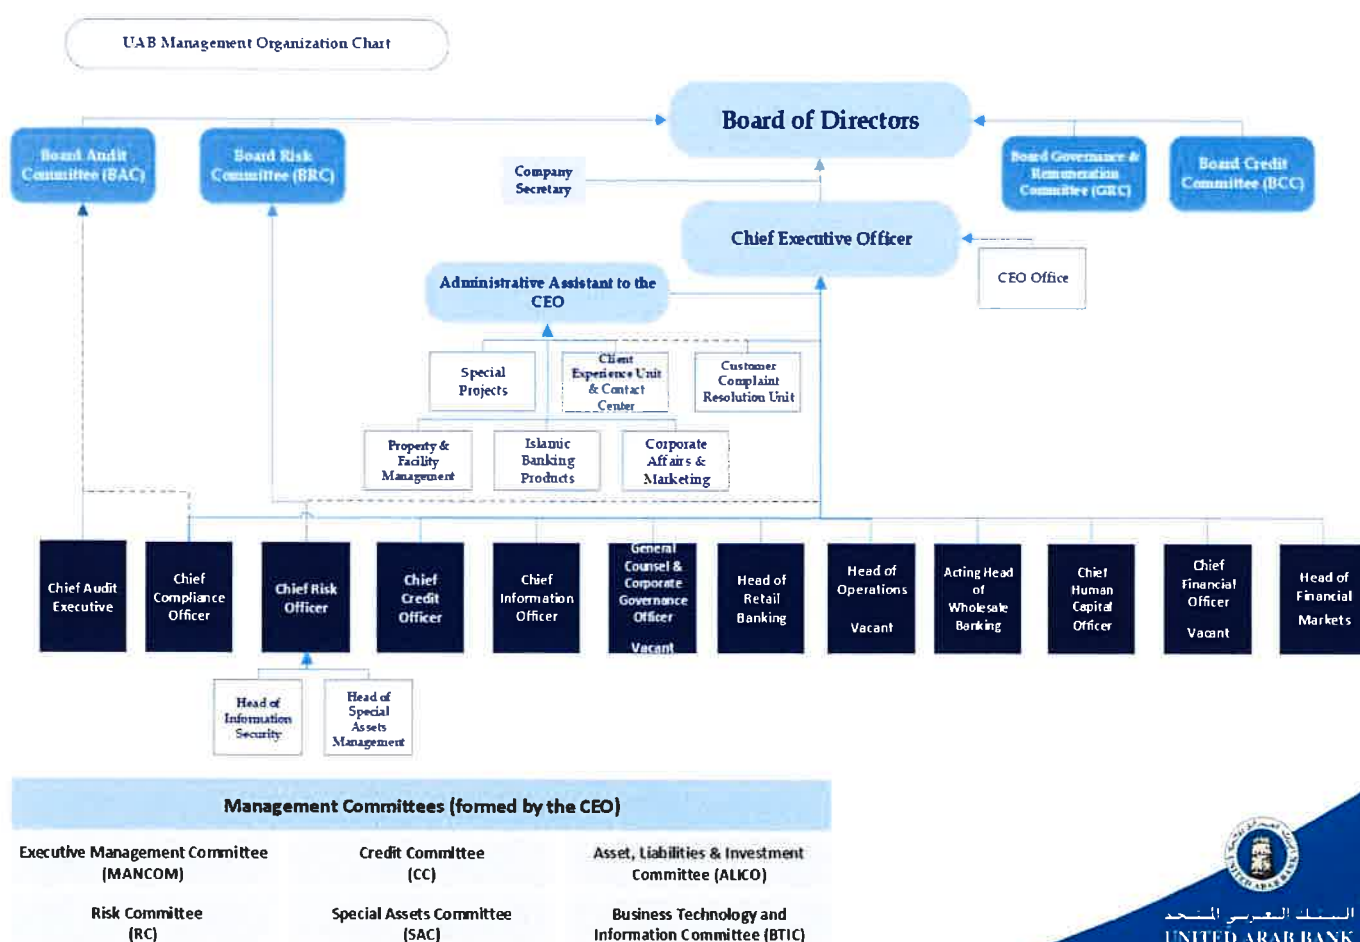 UAB Management Organization Chart
Board of Directors
Board Audit
Committee (BAC)
Board Risk
Committee (BRC)
Company
Secretary
Board Governance &
Remuneration
Committee (GRC)
Board Credit
Committee (BCC)
Chief Executive Officer
CEO Office
Administrative Assistant to the
CEO
Special
Projects
Client
Experience Unit
& Contact
Center
Customer
Complaint
Resolution Unit
Property &
Facility
Management
Islamic
Banking
Products
Corporate
Affairs &
Marketing
Chief Audit
Executive
Chief
Compliance
Officer
Chief Risk
Officer
Chief
Credit
Officer
Chief
Information
Officer
General
Counsel &
Corporate
Governance
Officer
Vacant
Head of
Retail
Banking
Head of
Operations
Vacant
Acting Head
of
Wholesale
Banking
Chief
Human
Capital
Officer
Chief
Financial
Officer
Vacant
Head of
Financial
Markets
Head of
Information
Security
Head of
Special
Assets
Management
Management Committees (formed by the CEO)
Executive Management Committee
(MANCOM)
Credit Committee
(CC)
Asset, Liabilities & Investment
Committee (ALICO)
Risk Committee
(RC)
Special Assets Committee
(SAC)
Business Technology and
Information Committee (BTIC)
UNITED ARAB BANK
البنك العربي المتحد
UNITED ARAB BANK